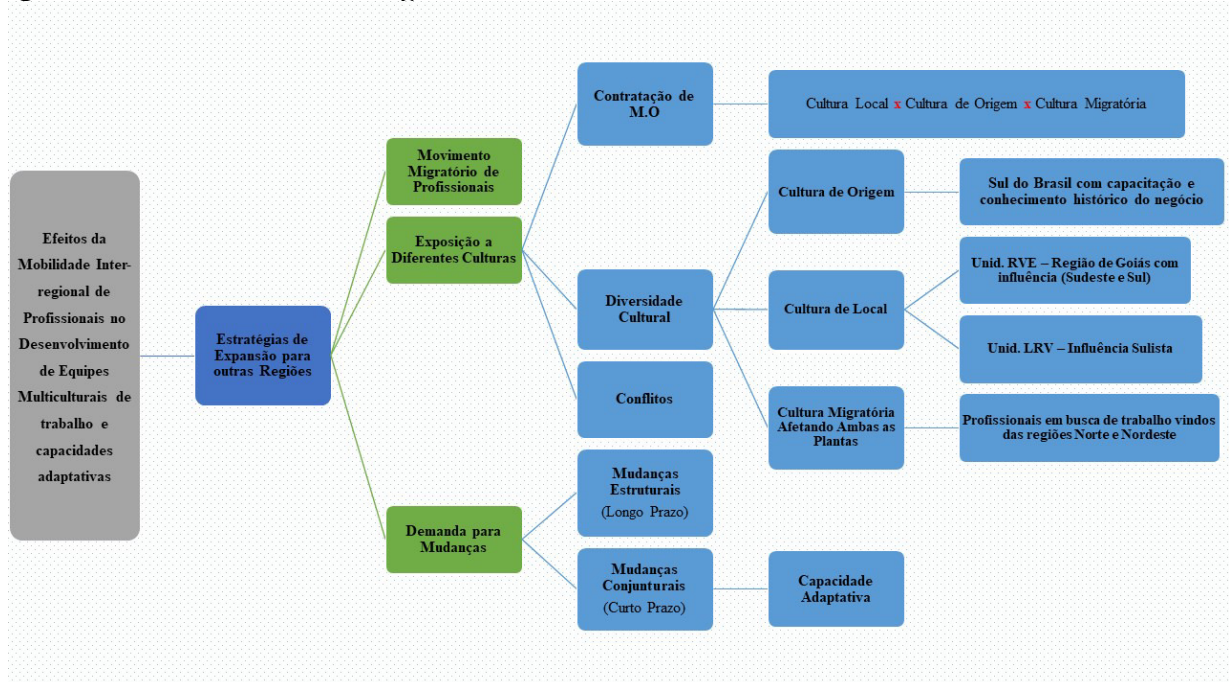 Efeitos da
Mobilidade Inter-
regional de
Profissionais no
Desenvolvimento
de Equipes
Multiculturais de
trabalho e
capacidades
adaptativas
Estratégias de
Expansão para
outras Regiões
Movimento
Migratório de
Profissionais
Exposição a
Diferentes Culturas
Demanda para
Mudanças
Contratação de
M.O
Diversidade
Cultural
Conflitos
Mudanças
Estruturais
(Longo Prazo)
Mudanças
Conjunturais
(Curto Prazo)
Cultura Local x Cultura de Origem x Cultura Migratória
Cultura de Origem
Cultura de Local
Cultura Migratória
Afetando Ambas as
Plantas
Capacidade
Adaptativa
Sul do Brasil com capacitação e
conhecimento histórico do negócio
Unid. RVE – Região de Goiás com
influência (Sudeste e Sul)
Unid. LRV – Influência Sulista
Profissionais em busca de trabalho vindos
das regiões Norte e Nordeste